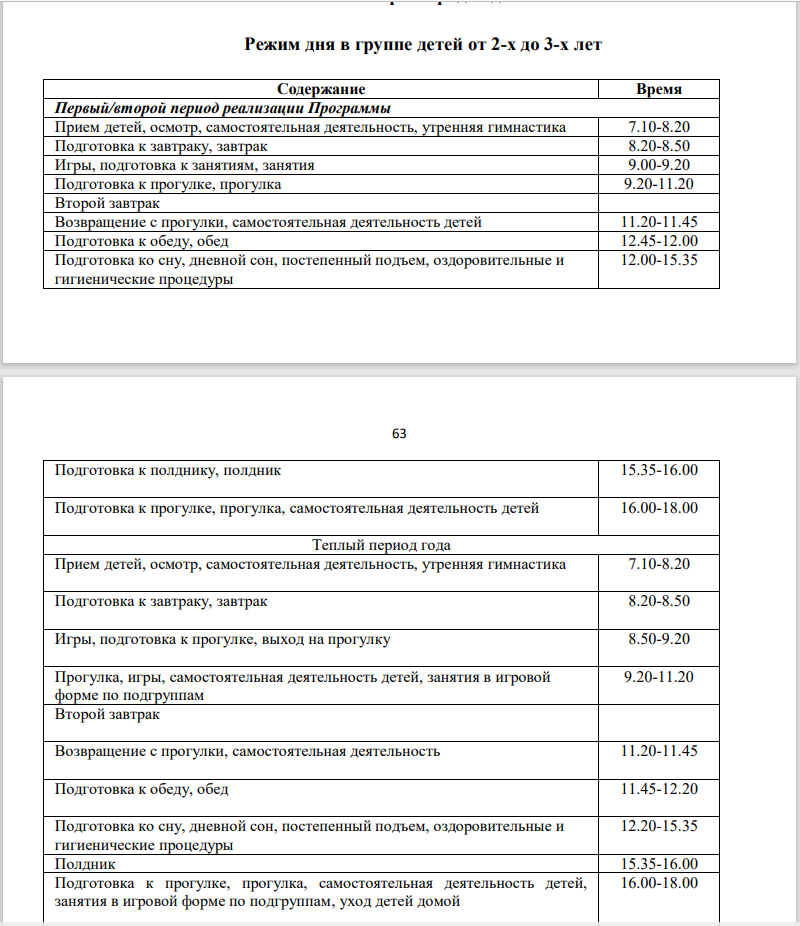 Режим дня в группе детей от 2-х до 3-х лет
Содержание Время
Первый/второй период реализации Программы
Прием детей, осмотр, самостоятельная деятельность, утренняя гимнастика 7.10-8.20
Подготовка к завтраку, завтрак 8.20-8.50
Игры, подготовка к занятиям, занятия 9.00-9.20
Подготовка к прогулке, прогулка 9.20-11.20
Второй завтрак
Возвращение с прогулки, самостоятельная деятельность детей 11.20-11.45
Подготовка к обеду, обед 12.45-12.00
Подготовка ко сну, дневной сон, постепенный подъем, оздоровительные и 12.00-15.35
гигиенические процедуры
63
Подготовка к полднику, полдник 15.35-16.00
Подготовка к прогулке, прогулка, самостоятельная деятельность детей 16.00-18.00
Теплый период года
Прием детей, осмотр, самостоятельная деятельность, утренняя гимнастика 7.10-8.20
Подготовка к завтраку, завтрак 8.20-8.50
Игры, подготовка к прогулке, выход на прогулку 8.50-9.20
Прогулка, игры, самостоятельная деятельность детей, занятия в игровой 9.20-11.20
форме по подгруппам
Второй завтрак
Возвращение с прогулки, самостоятельная деятельность 11.20-11.45
Подготовка к обеду, обед 11.45-12.20
Подготовка ко сну, дневной сон, постепенный подъем, оздоровительные и 12.20-15.35
гигиенические процедуры
Полдник 15.35-16.00
Подготовка к прогулке, прогулка, самостоятельная деятельность детей, 16.00-18.00
занятия в игровой форме по подгруппам, уход детей домой